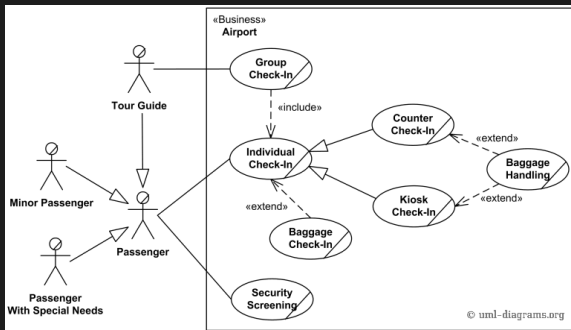 «Business»
Airport
Group
Check-In
Tour Guide
«include»
Counter
Check-In
«extend»
Individual
Check-In
Baggage
Handling
Minor Passenger
«extend»
«extend»
Kiosk
Check-In
Passenger
Baggage
Check-In
Passenger
With Special Needs
Security
Screening
© uml-diagrams.org